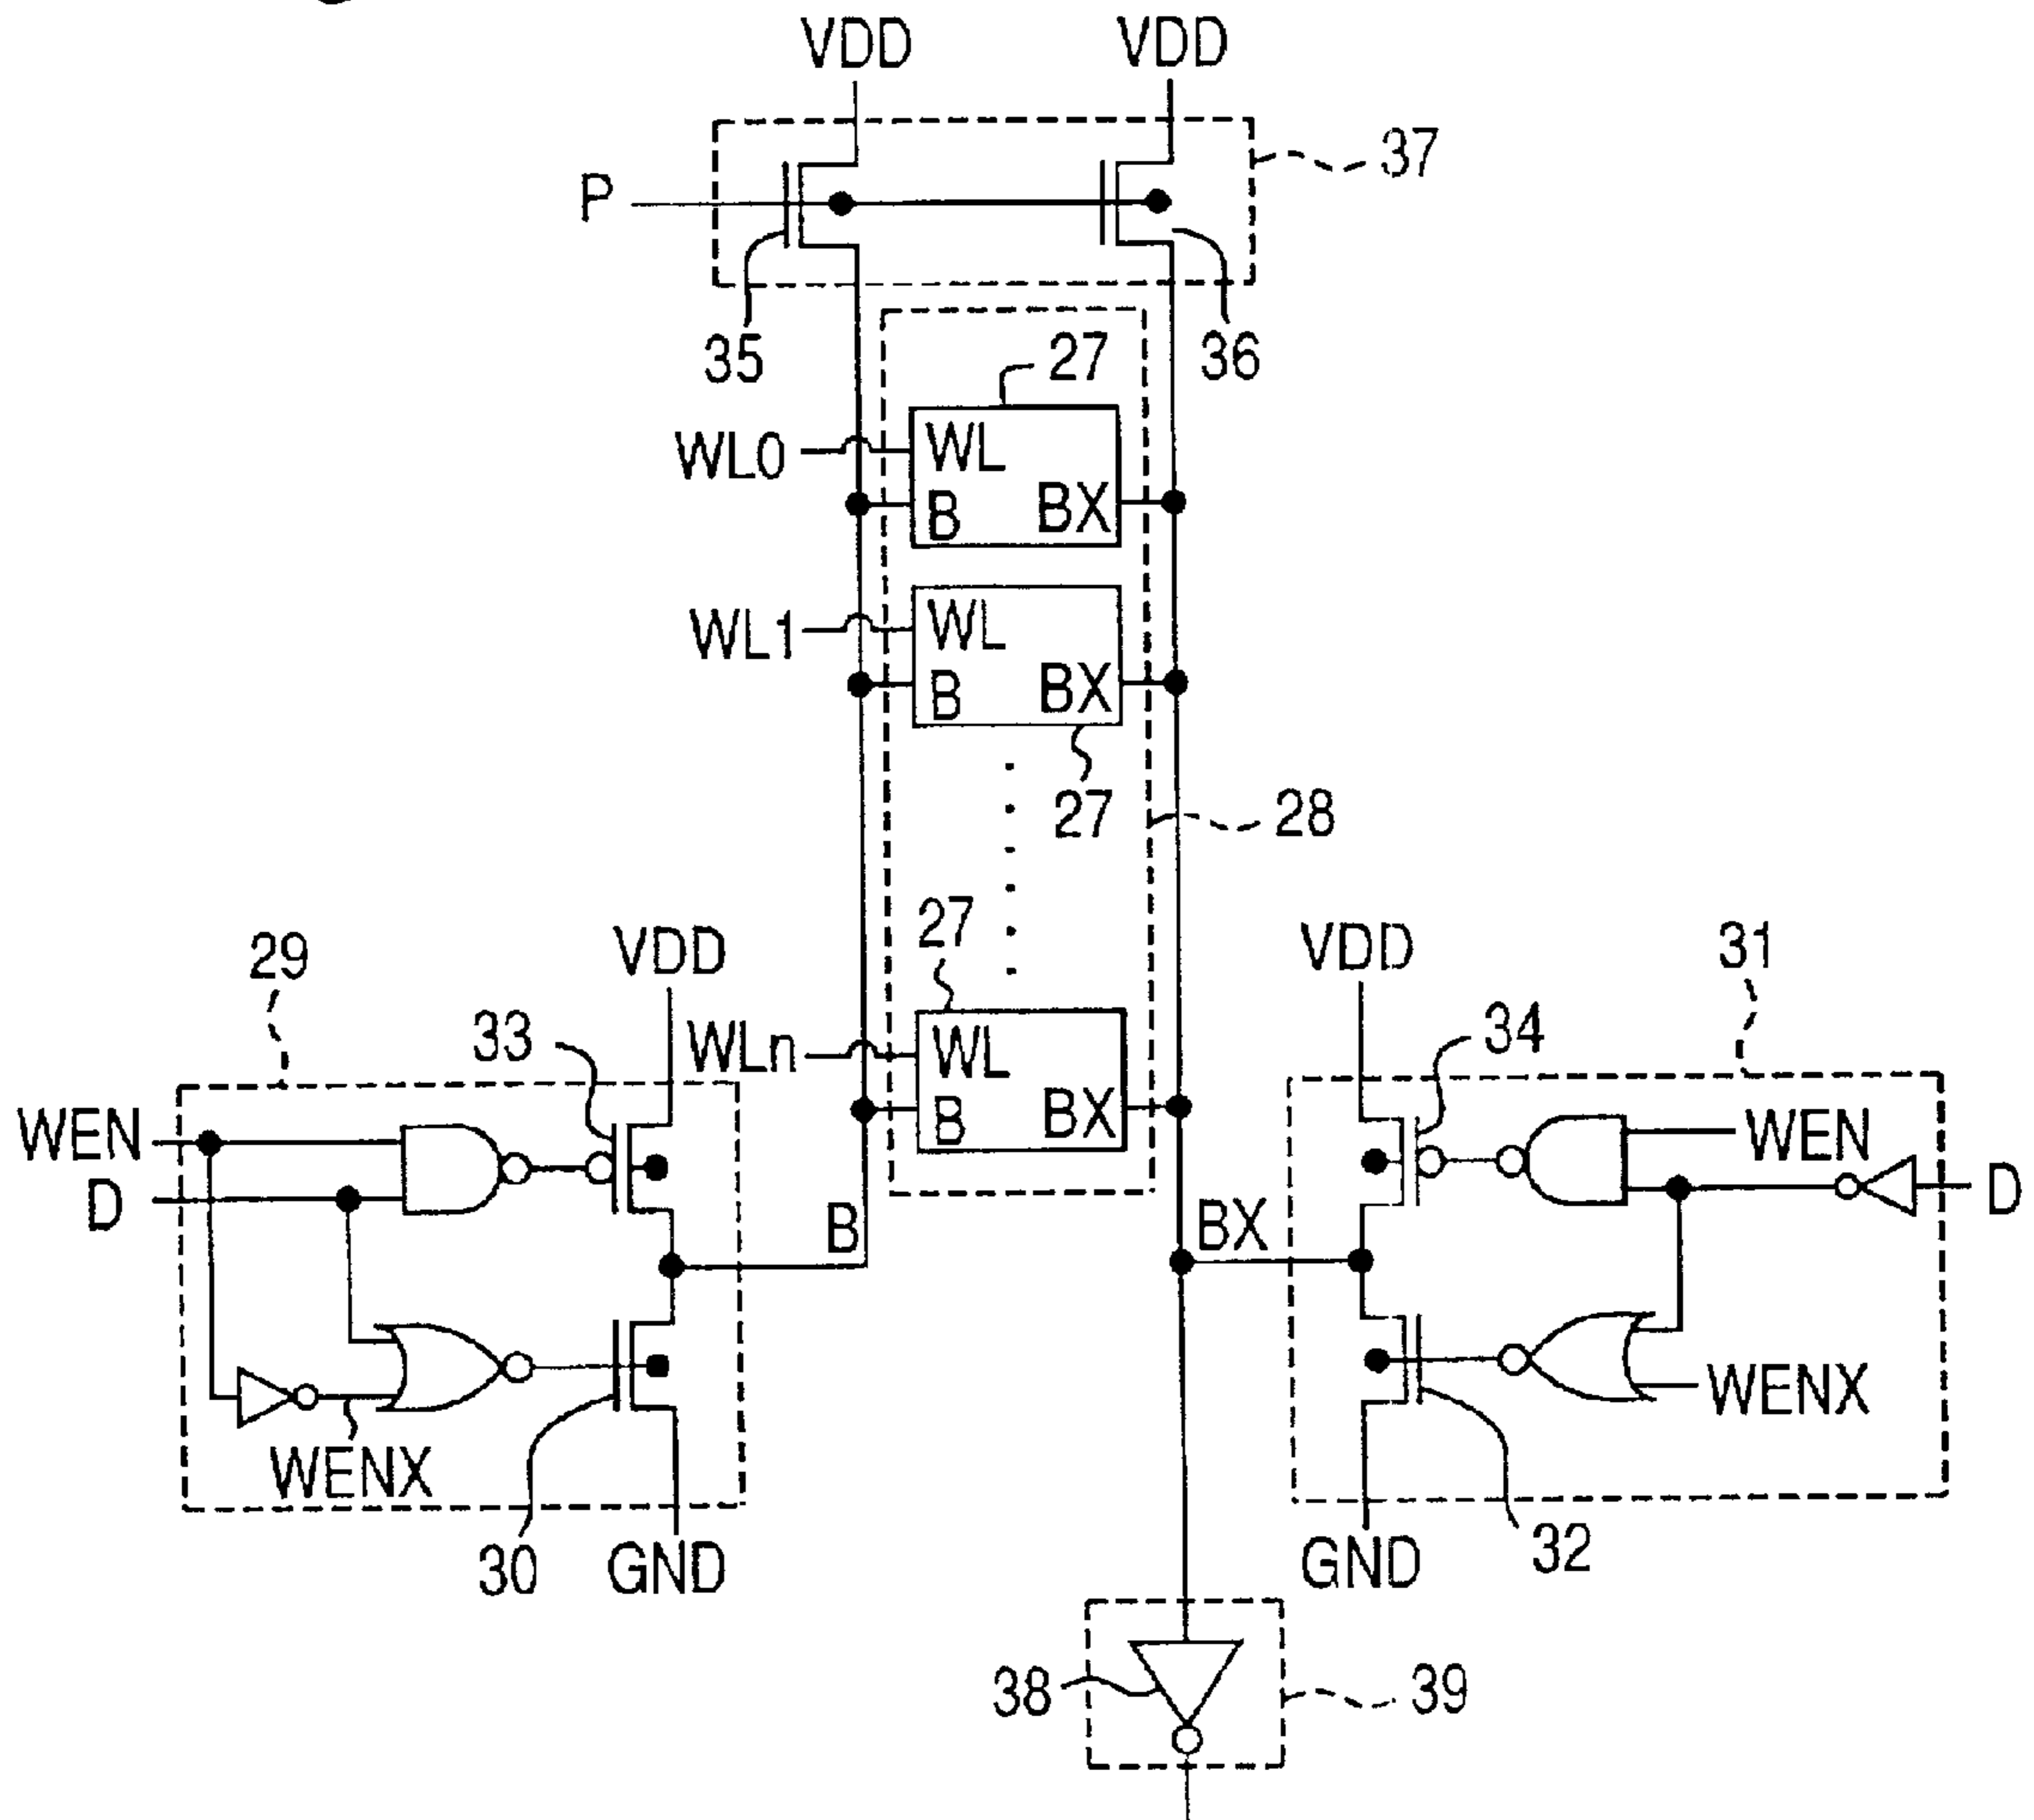 VDD VDD
37
P
35 36
27
WL0 WL
B BX
WL1 WL
B BX
27
28
27
29 VDD VDD 31
33 34
WLn WL
B BX
WEN WEN
D D
B BX
WENX WENX
30 GND GND 32
38 39